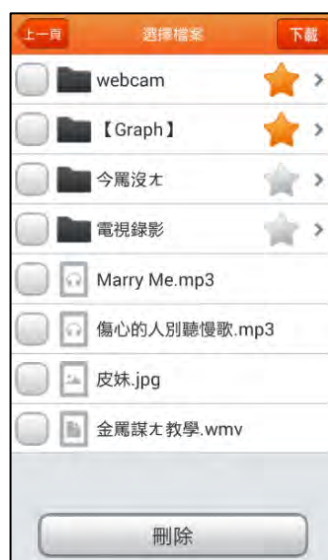 上一頁 選擇檔案 下載
webcam
【Graph】
今罵沒ㄤ
電視錄影
Marry Me.mp3
傷心的人別聽慢歌.mp3
皮妹.jpg
金罵謀ㄤ教學.wmv
刪除